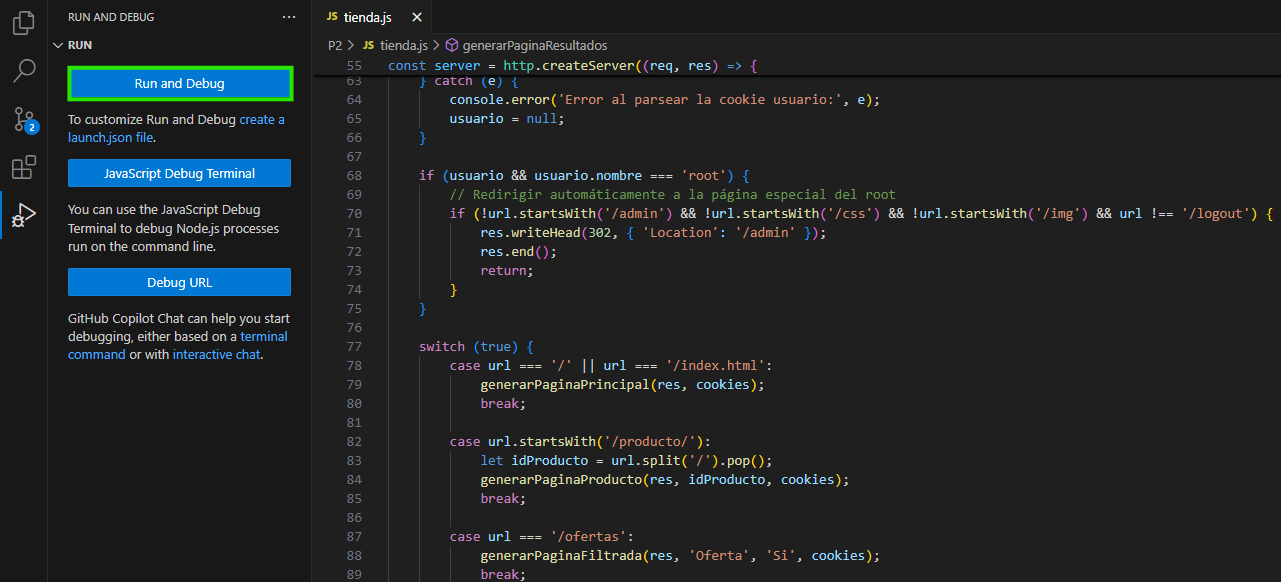 RUN AND DEBUG
RUN
Run and Debug
To customize Run and Debug create a
launch.json file.
JavaScript Debug Terminal
You can use the JavaScript Debug
Terminal to debug Node.js processes
run on the command line.
Debug URL
GitHub Copilot Chat can help you start
debugging, either based on a terminal
command or with interactive chat.
2
JS tienda.js
P2 > JS tienda.js > generarPaginaResultados
55 const server = http.createServer((req, res) => {
63 } catch (e) {
64 console.error('Error al parsear la cookie usuario:', e);
65 usuario = null;
66 }
67
68 if (usuario && usuario.nombre === 'root') {
69 // Redirigir automáticamente a la página especial del root
70 if (!url.startsWith('/admin') && !url.startsWith('/css') && !url.startsWith('/img') && url !== '/logout') {
71 res.writeHead(302, { 'Location': '/admin' });
72 res.end();
73 return;
74 }
75 }
76
77 switch (true) {
78 case url === '/' || url === '/index.html':
79 generarPaginaPrincipal(res, cookies);
80 break;
81
82 case url.startsWith('/producto/'):
83 let idProducto = url.split('/').pop();
84 generarPaginaProducto(res, idProducto, cookies);
85 break;
86
87 case url === '/ofertas':
88 generarPaginaFiltrada(res, 'Oferta', 'Si', cookies);
89 break;